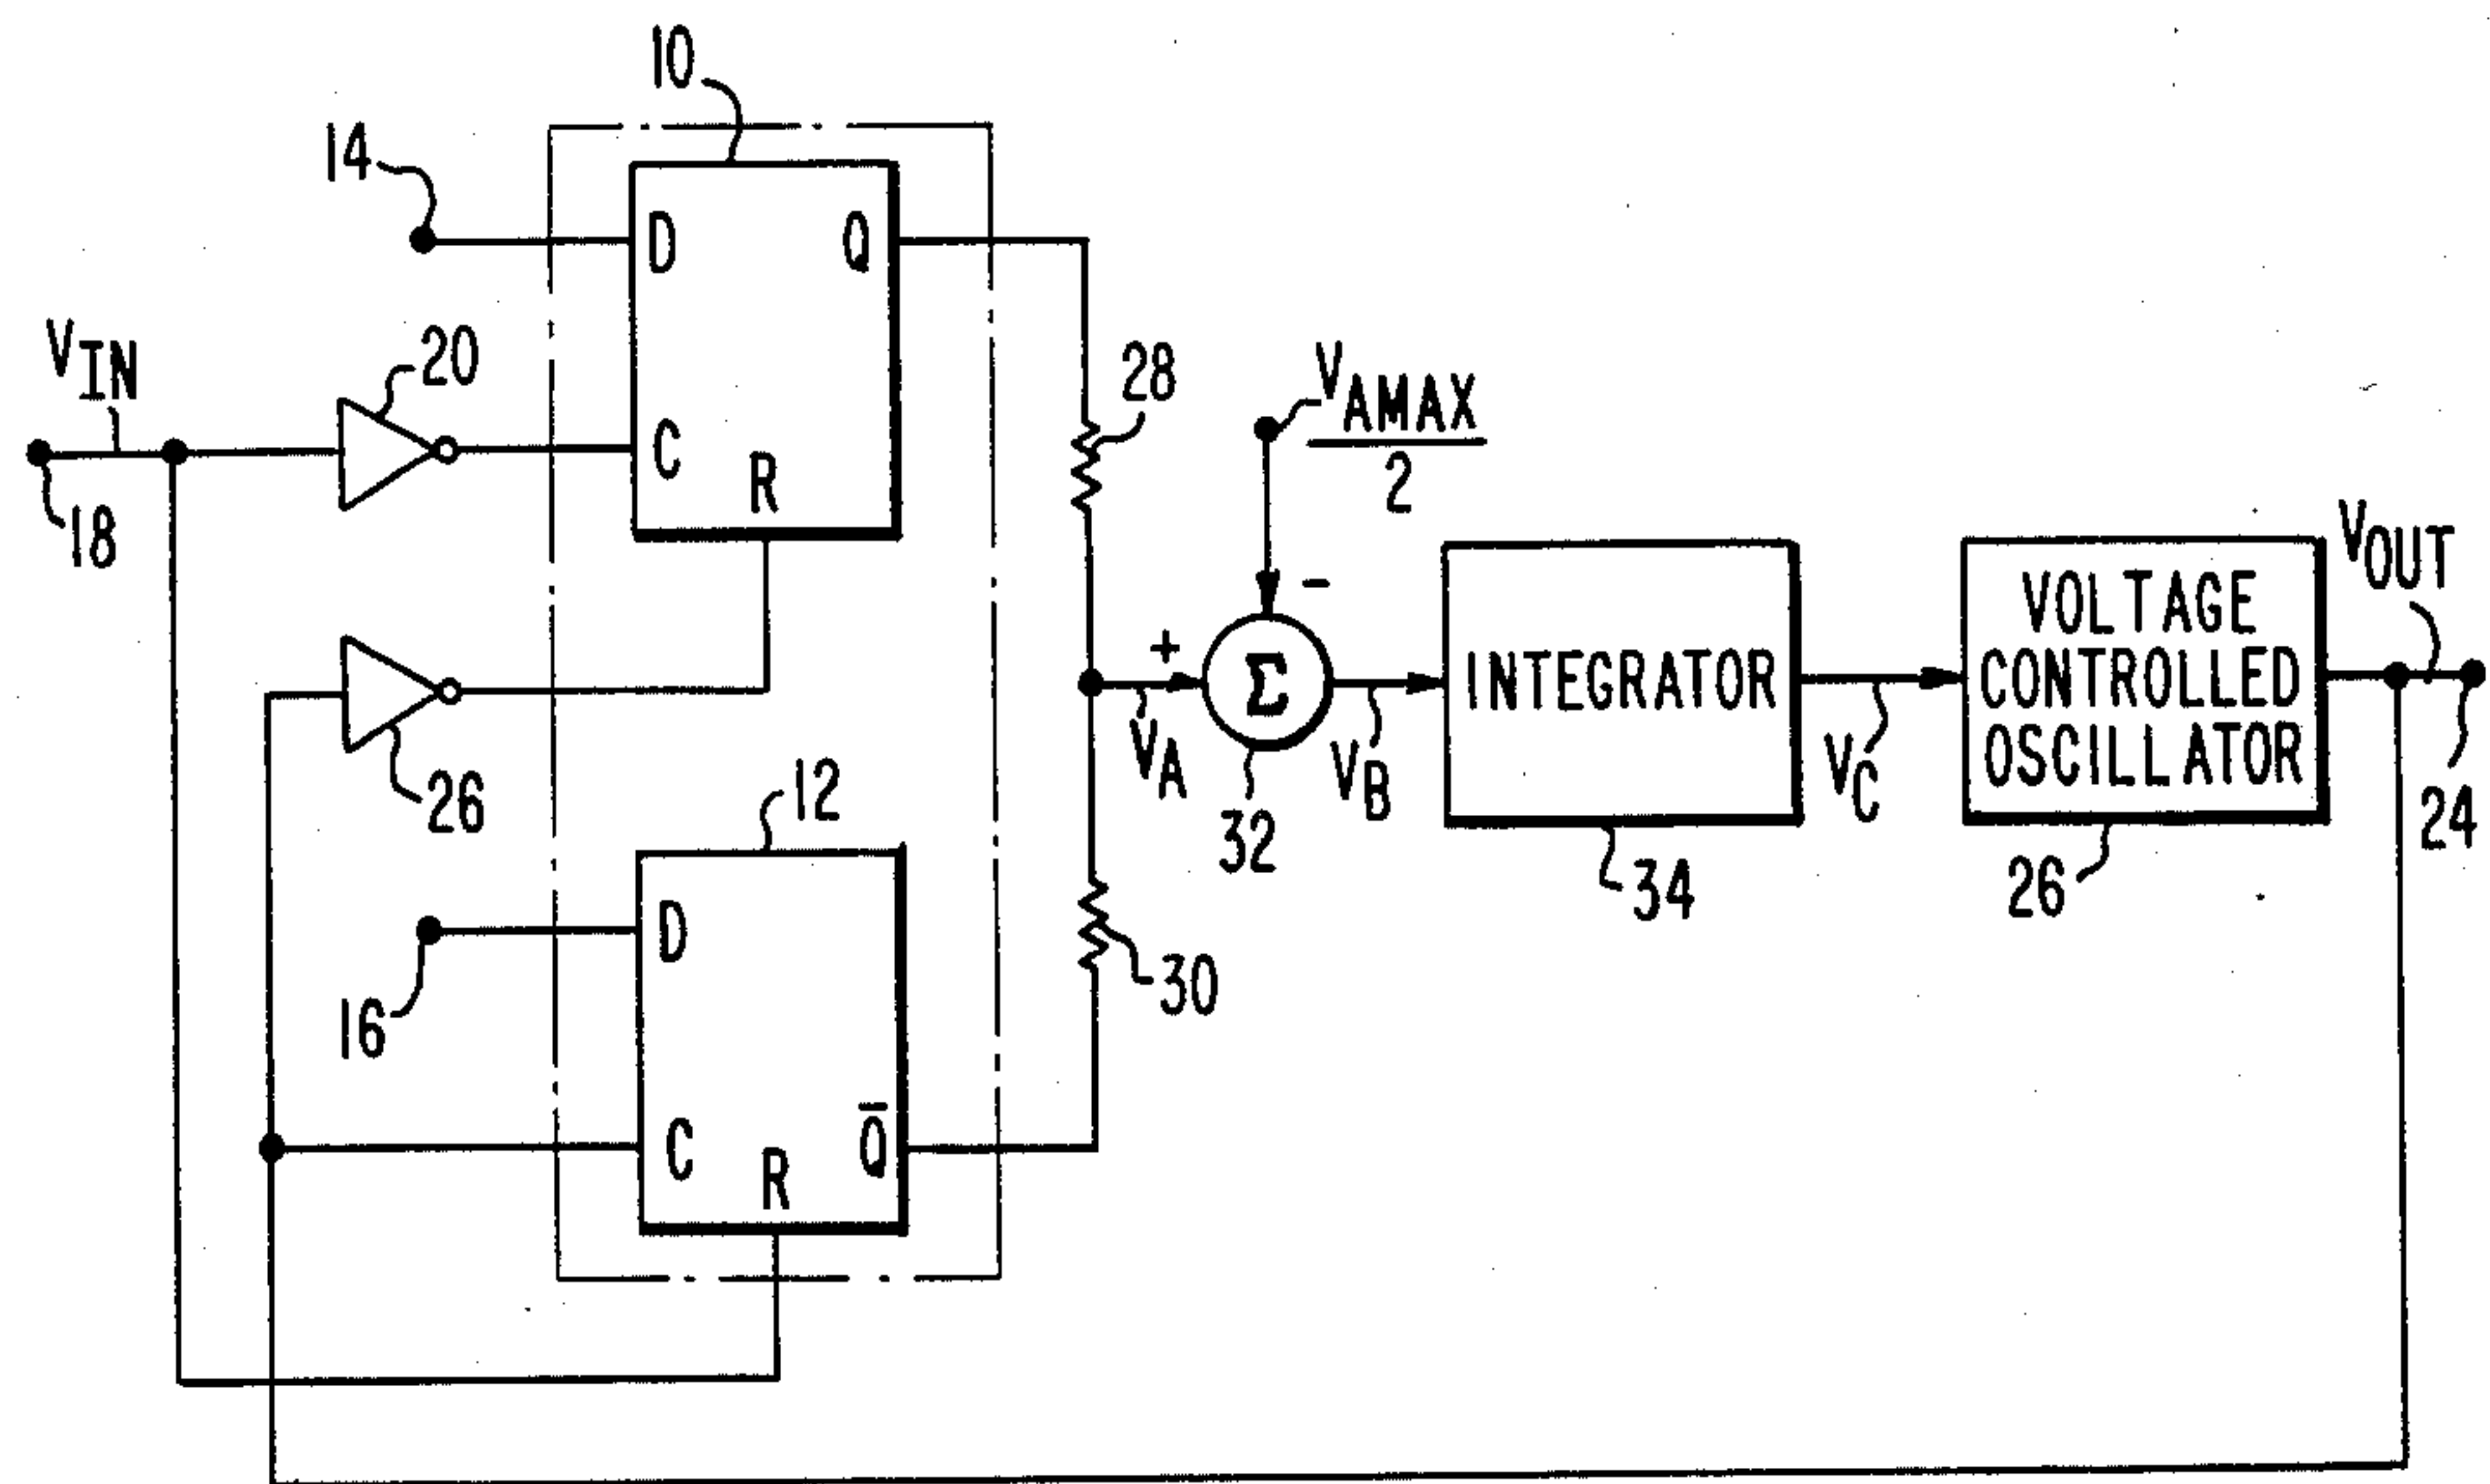 10
14
D
Q
V_IN
20
C
R
18
28
V_AMAX
2
-
+
Σ
V_A
32
V_B
INTEGRATOR
34
V_C
VOLTAGE
CONTROLLED
OSCILLATOR
26
V_OUT
24
26
12
D
16
30
C
R
Q̄